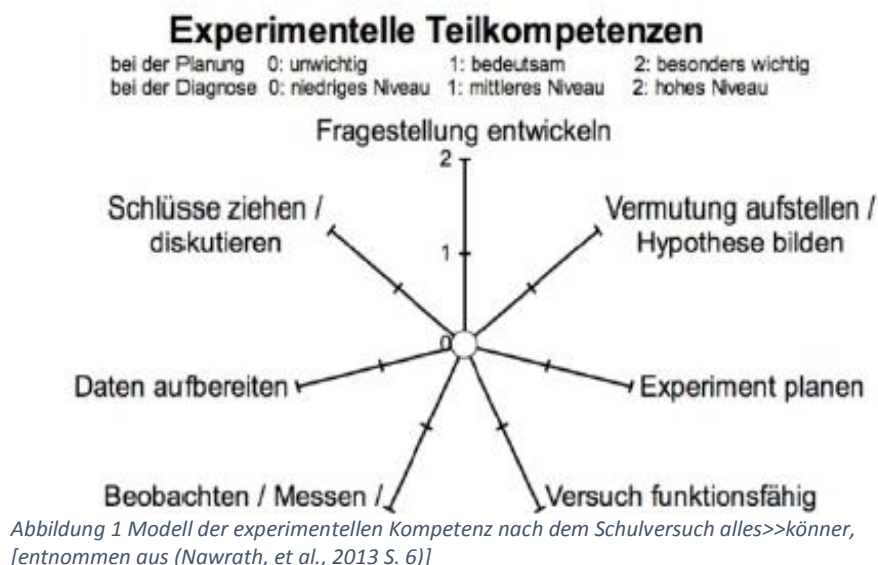 Experimentelle Teilkompetenzen
bei der Planung 0: unwichtig 1: bedeutsam 2: besonders wichtig
bei der Diagnose 0: niedriges Niveau 1: mittleres Niveau 2: hohes Niveau
Fragestellung entwickeln
2
Schlüsse ziehen /
diskutieren
Vermutung aufstellen /
Hypothese bilden
1
0
Daten aufbereiten
Experiment planen
Beobachten / Messen /
Versuch funktionsfähig
Abbildung 1 Modell der experimentellen Kompetenz nach dem Schulversuch alles>>könner,
[entnommen aus (Nawrath, et al., 2013 S. 6)]